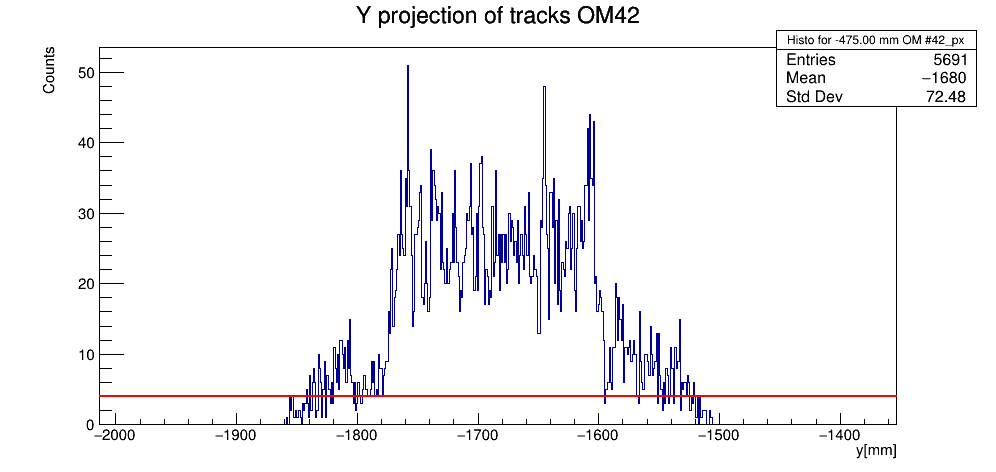 Y projection of tracks OM42
Histo for -475.00 mm OM #42_px
Entries 5691
Mean −1680
Std Dev 72.48
Counts
50
40
30
20
10
0
−2000 −1900 −1800 −1700 −1600 −1500 −1400
y[mm]